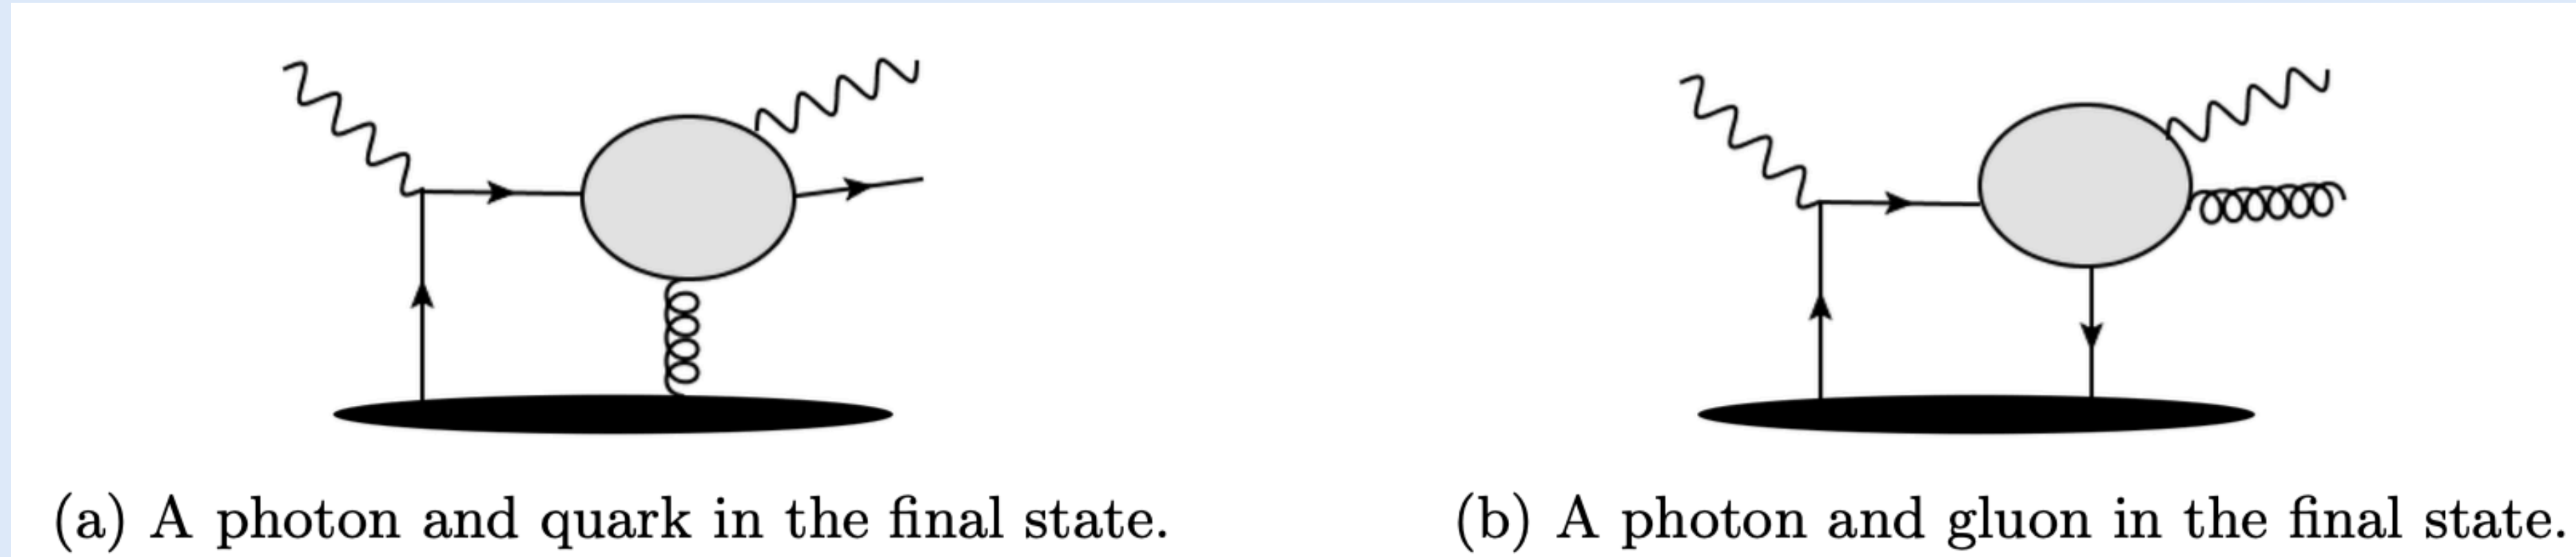 (a) A photon and quark in the final state.
(b) A photon and gluon in the final state.